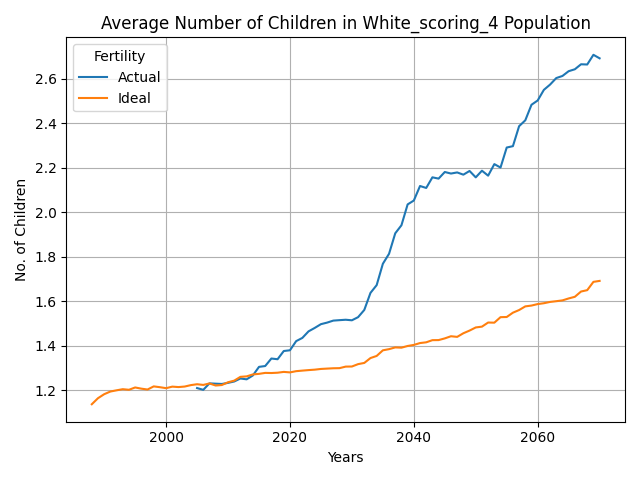 Average Number of Children in White_scoring_4 Population
Fertility
Actual
Ideal
2.6
2.4
2.2
2.0
1.8
1.6
1.4
1.2
No. of Children
2000
2020
2040
2060
Years